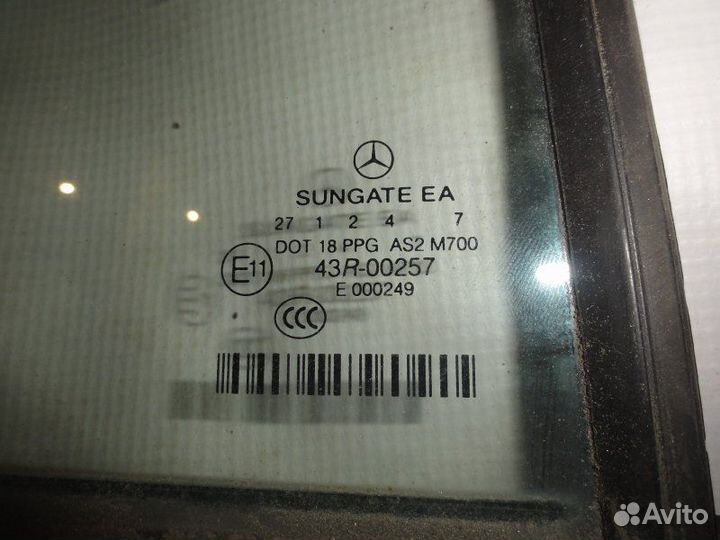 SUNGATE EA
27 1 2 4 7
DOT 18 PPG AS2 M700
E11 43R-00257
E 000249
CCC
Avito